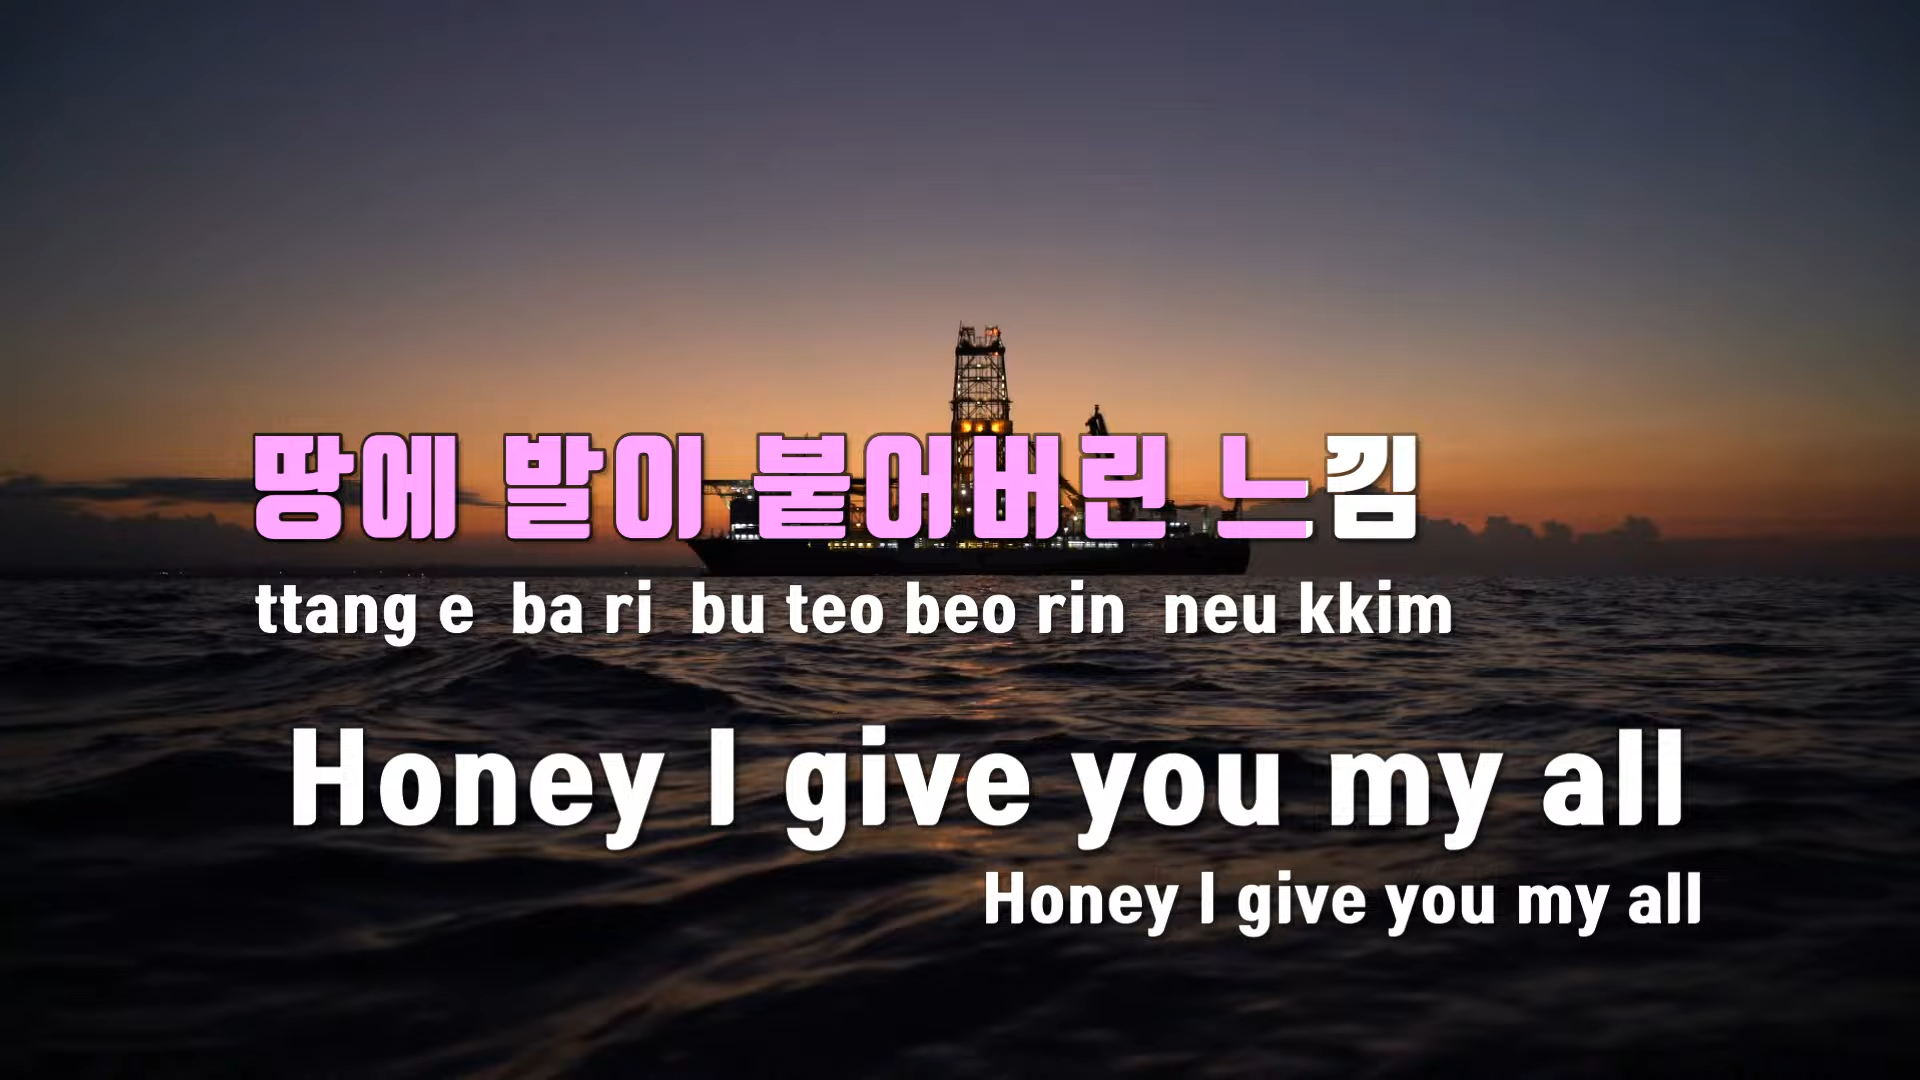 땅에 발이 붙어버린 느낌
ttang e ba ri bu teo beo rin neu kkim
Honey I give you my all
Honey I give you my all